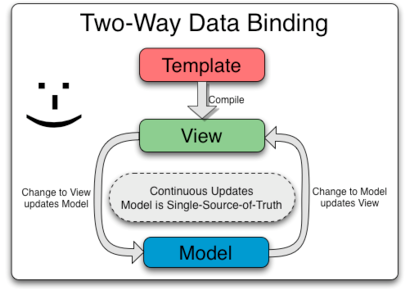 Two-Way Data Binding
Template
Compile
View
Change to View
updates Model
Continuous Updates
Model is Single-Source-of-Truth
Change to Model
updates View
Model